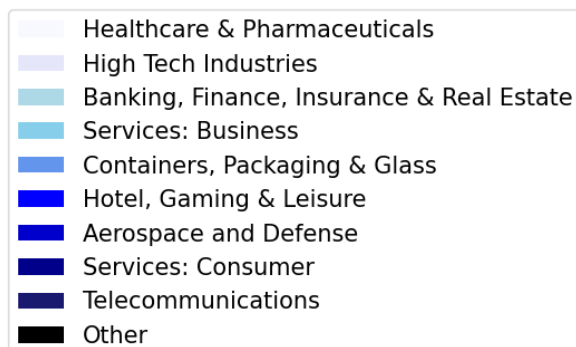 Healthcare & Pharmaceuticals
High Tech Industries
Banking, Finance, Insurance & Real Estate
Services: Business
Containers, Packaging & Glass
Hotel, Gaming & Leisure
Aerospace and Defense
Services: Consumer
Telecommunications
Other